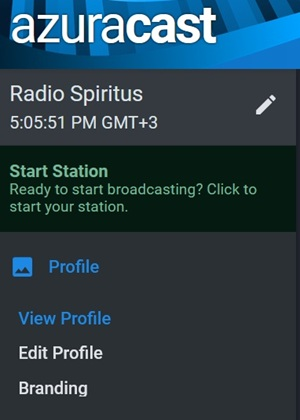 azuracast
Radio Spiritus
5:05:51 PM GMT+3
Start Station
Ready to start broadcasting? Click to
start your station.
Profile
View Profile
Edit Profile
Branding